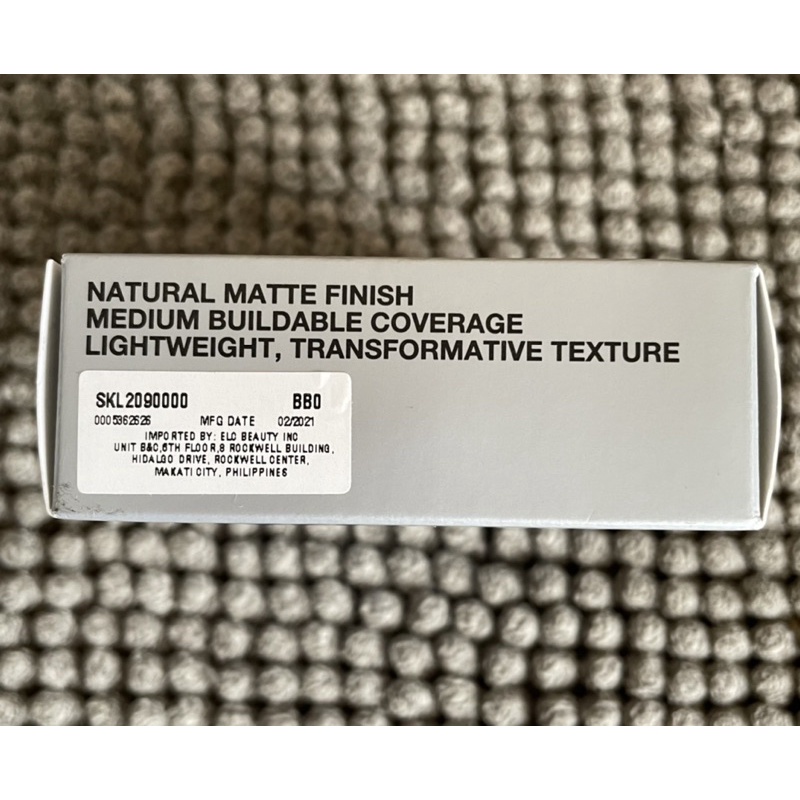 NATURAL MATTE FINISH
MEDIUM BUILDABLE COVERAGE
LIGHTWEIGHT, TRANSFORMATIVE TEXTURE
SKL2090000 BB0
0005362626 MFG DATE 02/2021
IMPORTED BY: ELC BEAUTY INC
UNIT B&C,6TH FLOOR,8 ROCKWELL BUILDING,
HIDALGO DRIVE, ROCKWELL CENTER,
MAKATI CITY, PHILIPPINES